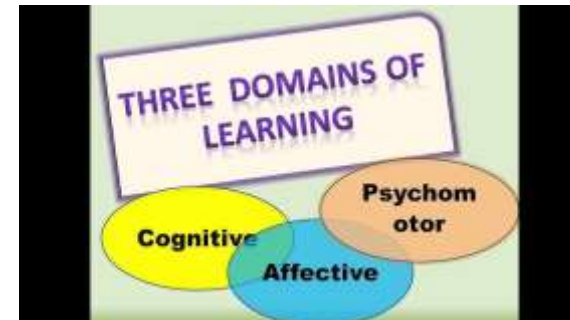 THREE DOMAINS OF
LEARNING
Cognitive
Affective
Psychom
otor